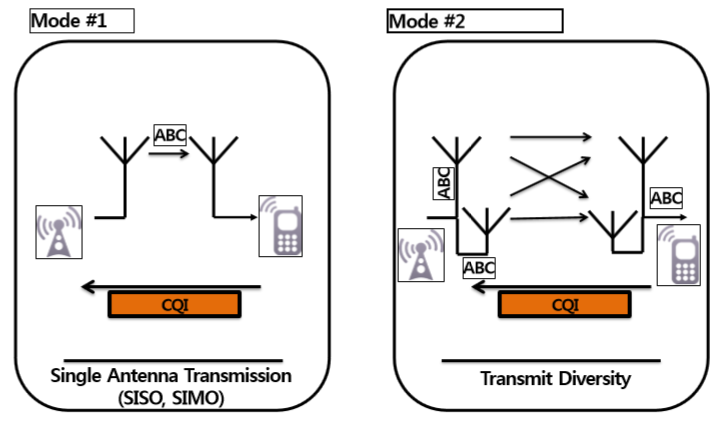 Mode #1
ABC
CQI
Single Antenna Transmission
(SISO, SIMO)
Mode #2
ABC
ABC
ABC
CQI
Transmit Diversity